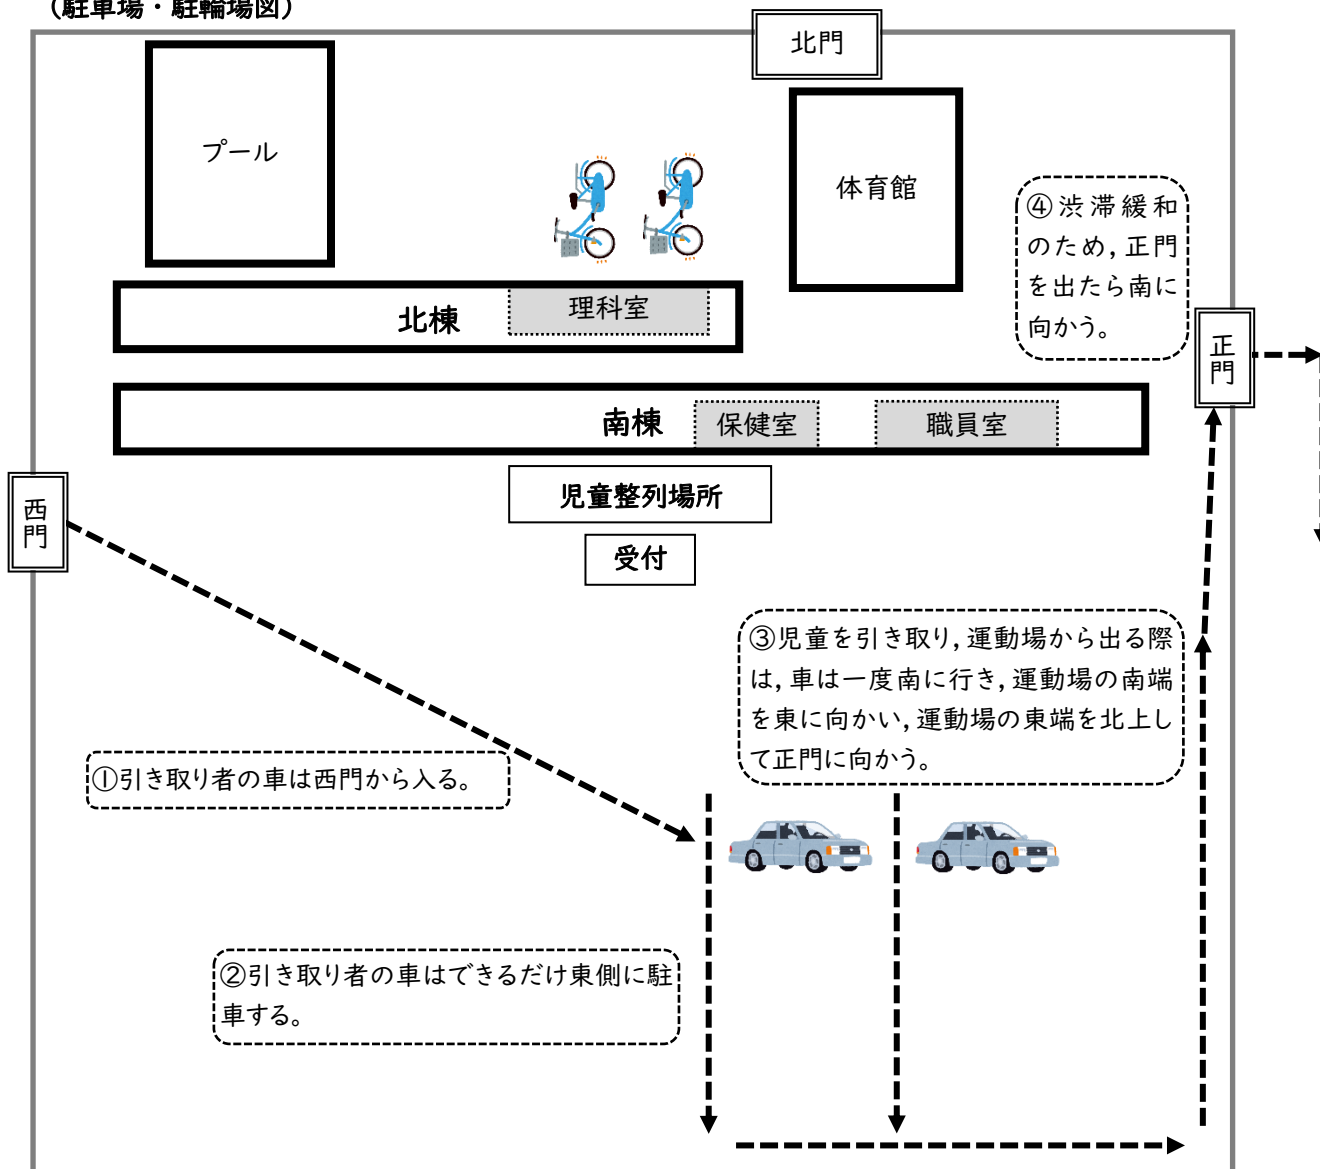 （駐車場・駐輪場図）
北門
プール
体育館
④渋滞緩和
のため，正門
を出たら南に
向かう。
理科室
北棟
正門
南棟
保健室
職員室
西門
児童整列場所
受付
③児童を引き取り，運動場から出る際
は，車は一度南に行き，運動場の南端
を東に向かい，運動場の東端を北上し
て正門に向かう。
①引き取り者の車は西門から入る。
②引き取り者の車はできるだけ東側に駐
車する。